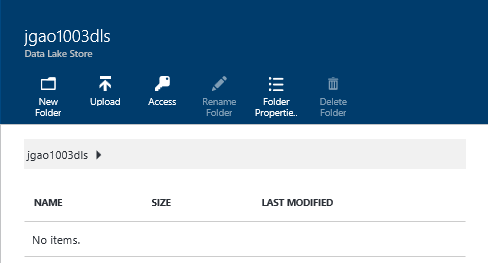 jgao1003dls
Data Lake Store
New Folder
Upload
Access
Rename Folder
Folder Propertie..
Delete Folder
jgao1003dls
NAME SIZE LAST MODIFIED
No items.